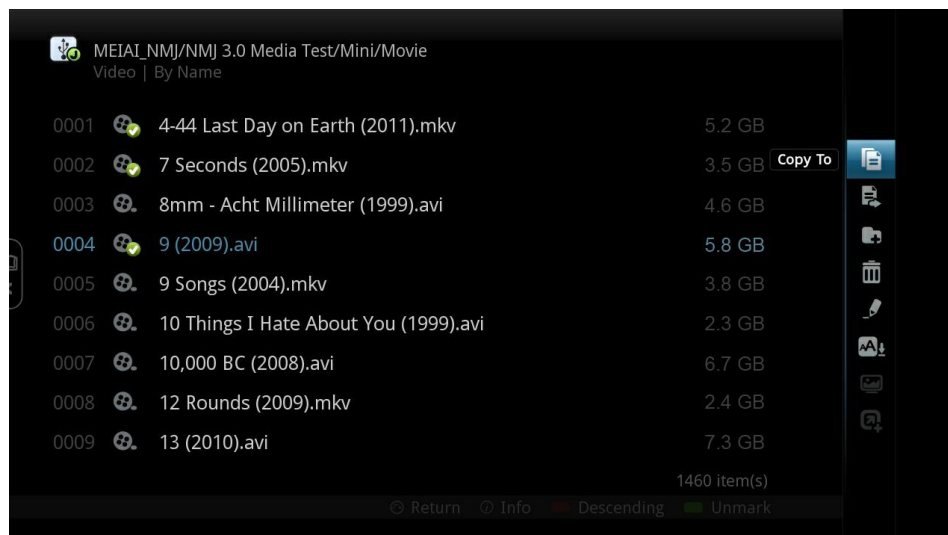 MEIAI_NMJ/NMJ 3.0 Media Test/Mini/Movie
Video | By Name
0001 4-44 Last Day on Earth (2011).mkv 5.2 GB
0002 7 Seconds (2005).mkv 3.5 GB Copy To
0003 8mm - Acht Millimeter (1999).avi 4.6 GB
0004 9 (2009).avi 5.8 GB
0005 9 Songs (2004).mkv 3.8 GB
0006 10 Things I Hate About You (1999).avi 2.3 GB
0007 10,000 BC (2008).avi 6.7 GB
0008 12 Rounds (2009).mkv 2.4 GB
0009 13 (2010).avi 7.3 GB
1460 item(s)
Return Info Descending Unmark